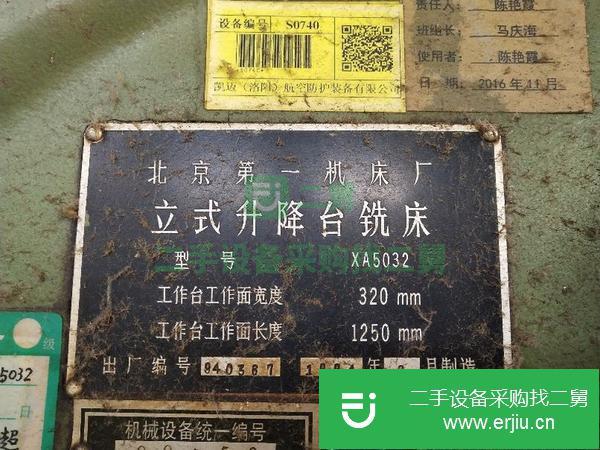 设备编号 S0740
凯迈（洛阳）航空防护装备有限公司
责任人： 陈艳霞
班组长： 马庆海
使用者： 陈艳霞
日 期： 2016年11月
北京第一机床厂
立式升降台铣床
型 号 XA5032
工作台工作面宽度 320 mm
工作台工作面长度 1250 mm
出厂编号 940367 年 月制造
二舅
二手设备采购找二舅
级
5032
日
超
机械设备统一编号
二手设备采购找二舅
www.erjiu.cn